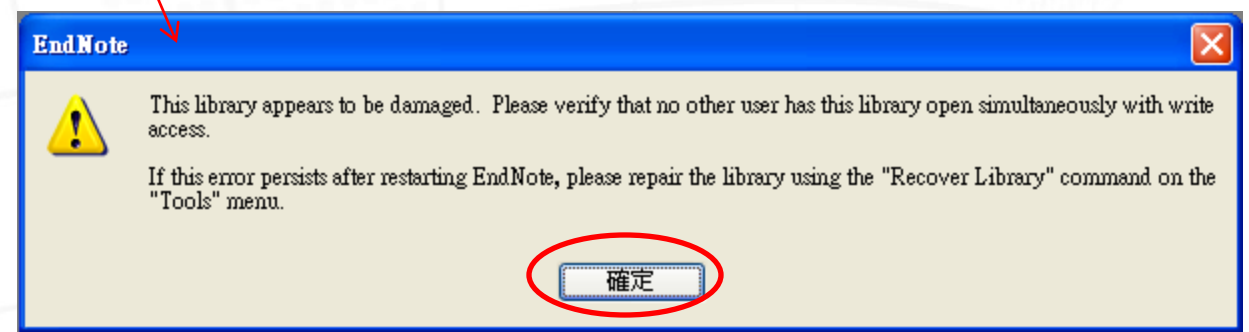 EndNote
This library appears to be damaged.  Please verify that no other user has this library open simultaneously with write
access.
If this error persists after restarting EndNote, please repair the library using the "Recover Library" command on the
"Tools" menu.
確定